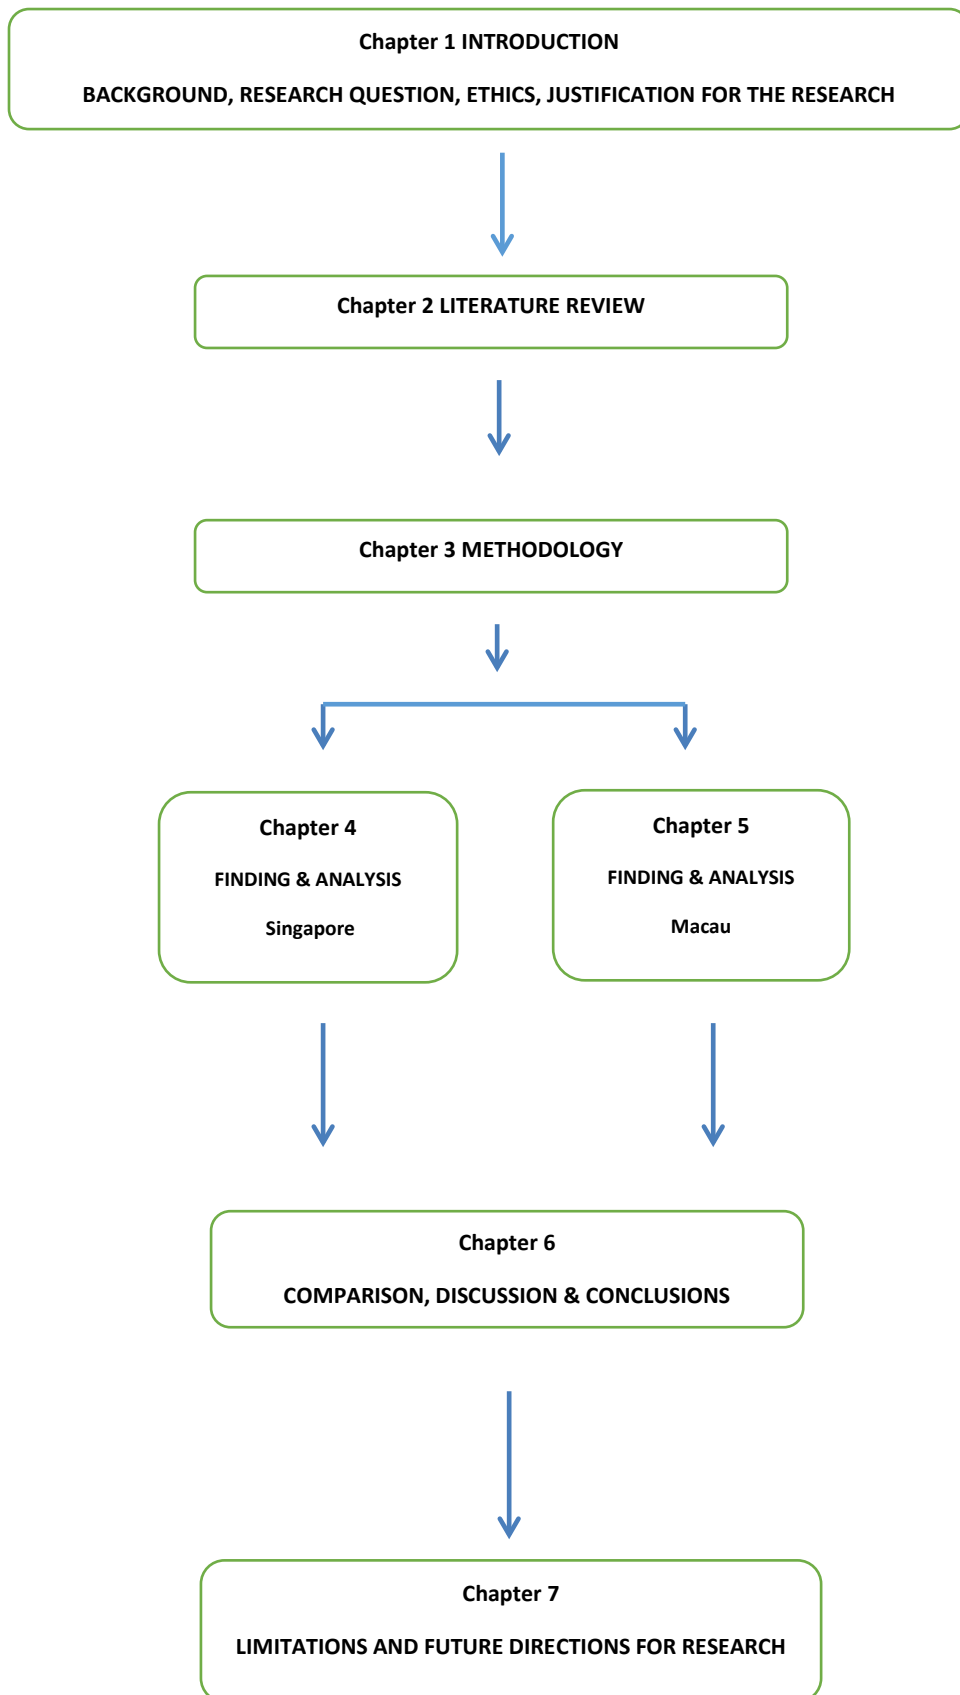 Chapter 1 INTRODUCTION
BACKGROUND, RESEARCH QUESTION, ETHICS, JUSTIFICATION FOR THE RESEARCH
Chapter 2 LITERATURE REVIEW
Chapter 3 METHODOLOGY
Chapter 4
FINDING & ANALYSIS
Singapore
Chapter 5
FINDING & ANALYSIS
Macau
Chapter 6
COMPARISON, DISCUSSION & CONCLUSIONS
Chapter 7
LIMITATIONS AND FUTURE DIRECTIONS FOR RESEARCH